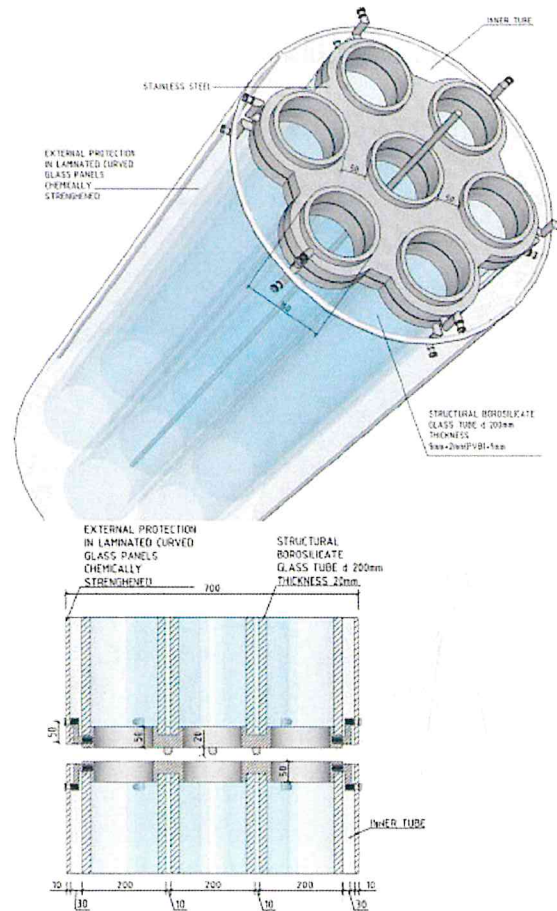 INNER TUBE
STAINLESS STEEL
EXTERNAL PROTECTION
IN LAMINATED CURVED
GLASS PANELS
CHEMICALLY
STRENGHENED
50
50
STRUCTURAL BOROSILICATE
GLASS TUBE d 200mm
THICKNESS
EXTERNAL PROTECTION
IN LAMINATED CURVED
GLASS PANELS
CHEMICALLY
STRENGHENED
STRUCTURAL
BOROSILICATE
GLASS TUBE d 200mm
THICKNESS 20mm
700
50
50
20
50
INNER TUBE
10 200 200 200 10
30 10 10 30